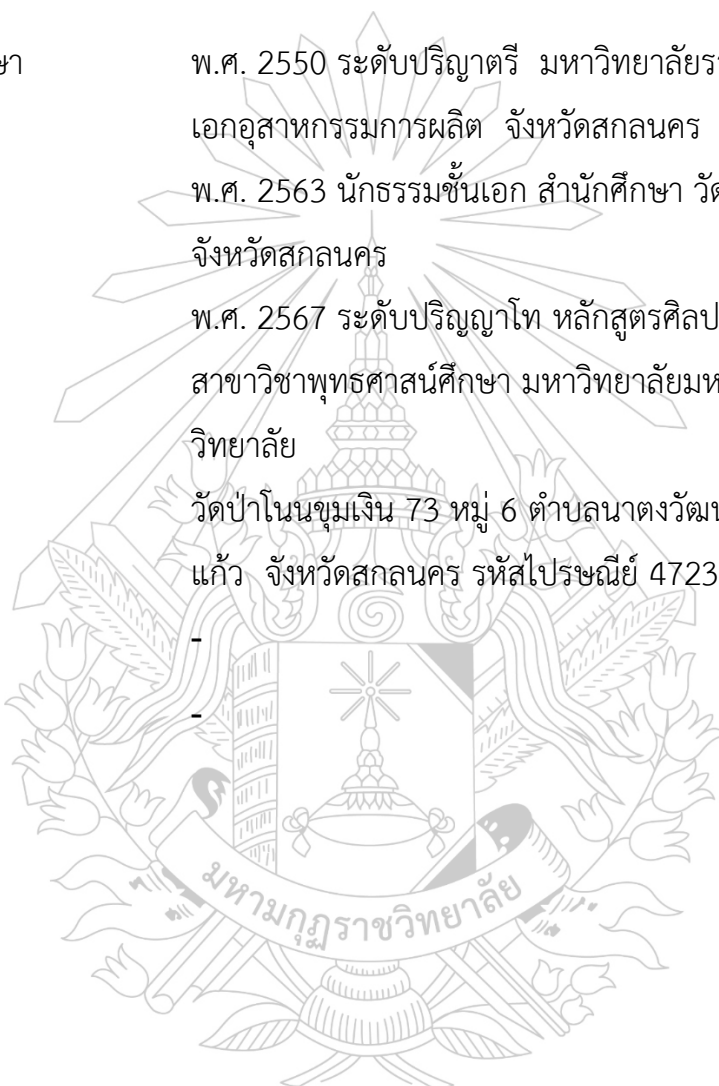 ษา พ.ศ. 2550 ระดับปริญาตรี มหาวิทยาลัยรา
เอกอุสาหกรรมการผลิต จังหวัดสกลนคร
พ.ศ. 2563 นักธรรมชั้นเอก สำนักศึกษา วัด
จังหวัดสกลนคร
พ.ศ. 2567 ระดับปริญญาโท หลักสูตรศิลป
สาขาวิชาพุทธศาสน์ศึกษา มหาวิทยาลัยมห
วิทยาลัย
วัดป่าโนนขุมเงิน 73 หมู่ 6 ตำบลนาตงวัฒน
แก้ว จังหวัดสกลนคร รหัสไปรษณีย์ 4723
-
-
มหามกุฏราชวิทยาลัย